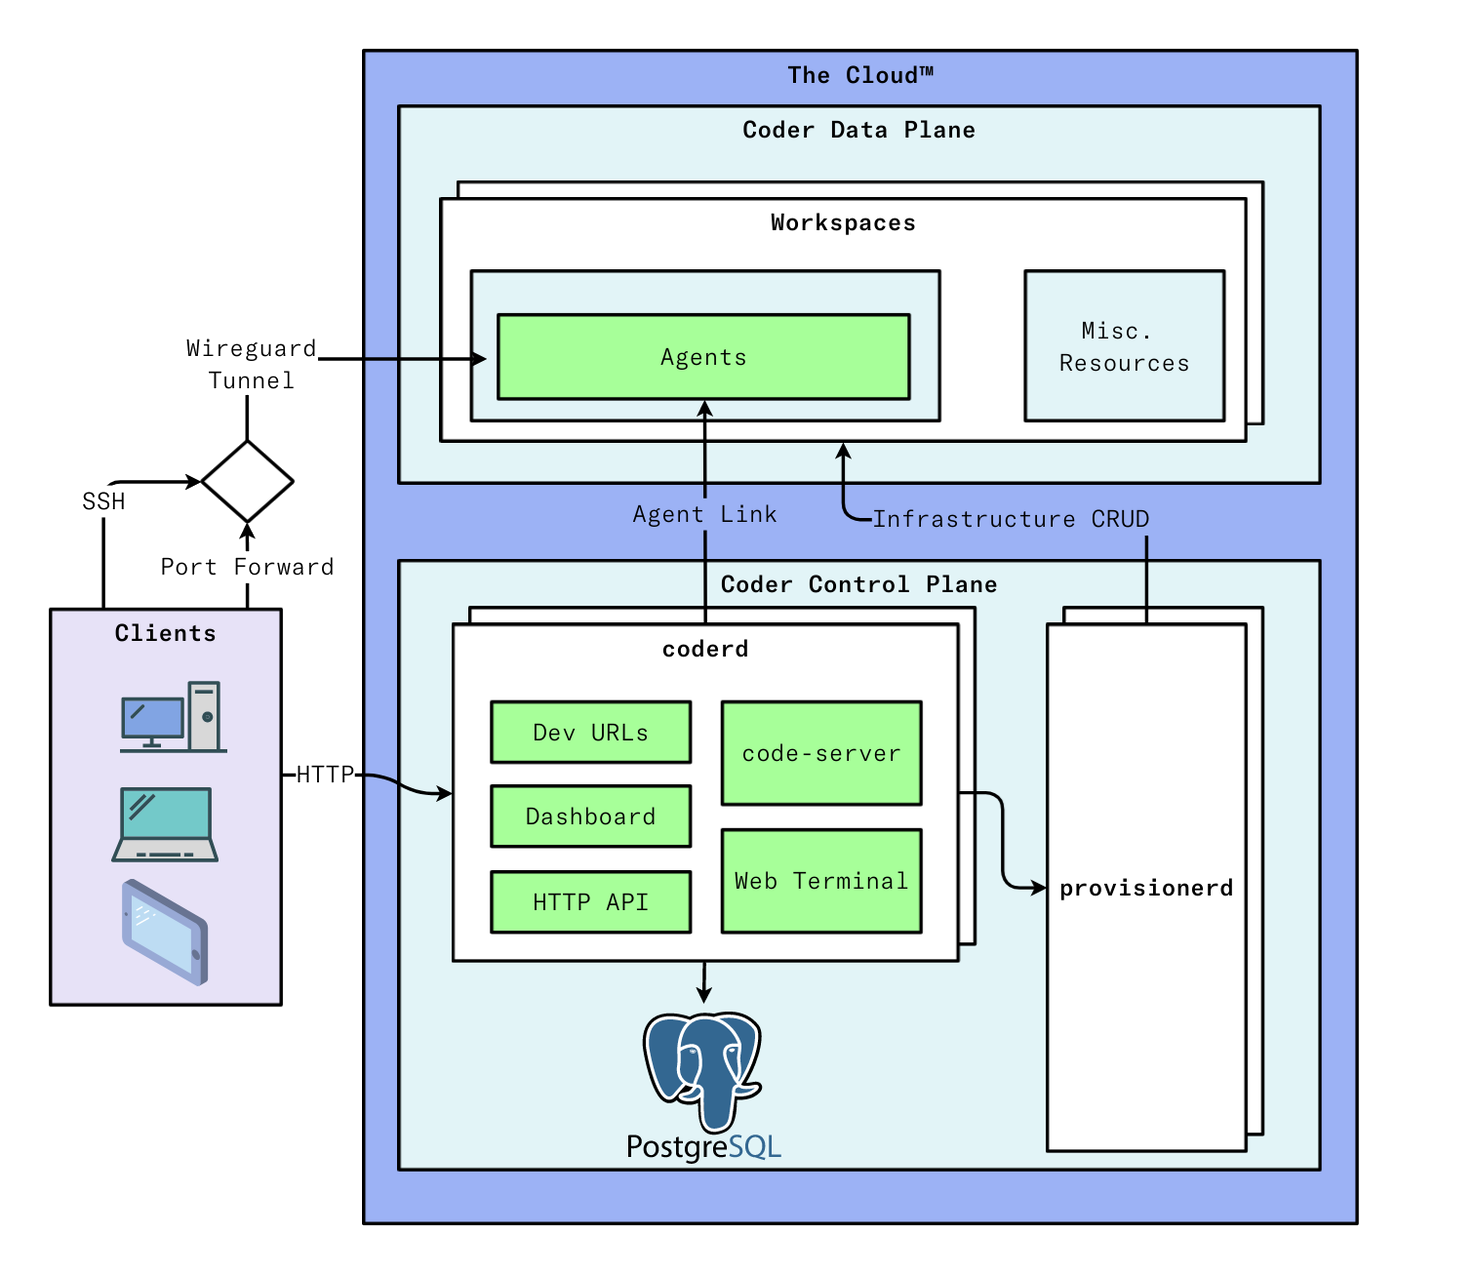 The Cloud™
Coder Data Plane
Workspaces
Agents
Misc.
Resources
Wireguard
Tunnel
SSH
Port Forward
Agent Link
Infrastructure CRUD
Clients
HTTP
Coder Control Plane
coderd
Dev URLs
Dashboard
HTTP API
code-server
Web Terminal
provisionerd
PostgreSQL